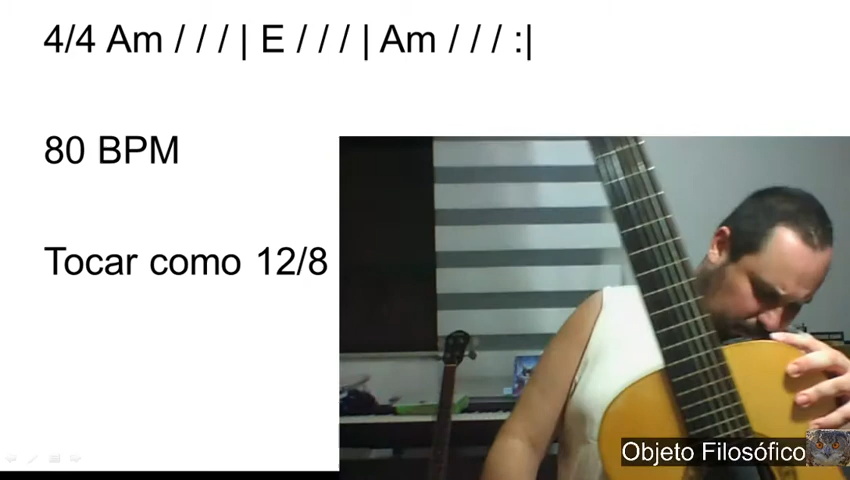 4/4 Am / / / | E / / / | Am / / / :|
80 BPM
Tocar como 12/8
Objeto Filosófico